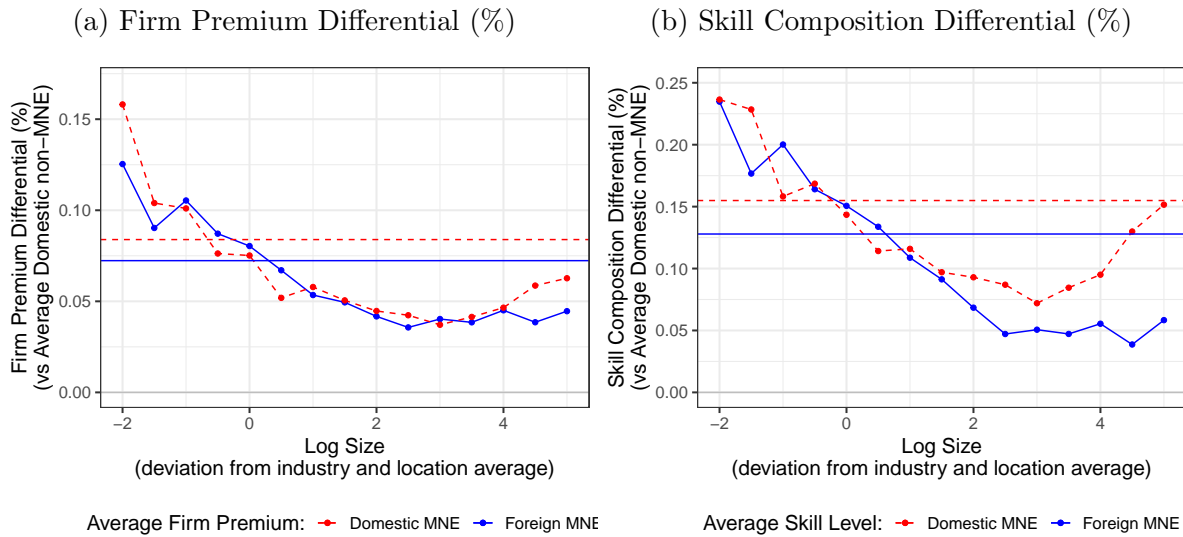 (a) Firm Premium Differential (%)
Firm Premium Differential (%)
(vs Average Domestic non−MNE)
0.15
0.10
0.05
0.00
−2
0
2
4
Log Size
(deviation from industry and location average)
Average Firm Premium:
Domestic MNE
Foreign MNE
(b) Skill Composition Differential (%)
Skill Composition Differential (%)
(vs Average Domestic non−MNE)
0.25
0.20
0.15
0.10
0.05
0.00
−2
0
2
4
Log Size
(deviation from industry and location average)
Average Skill Level:
Domestic MNE
Foreign MNE